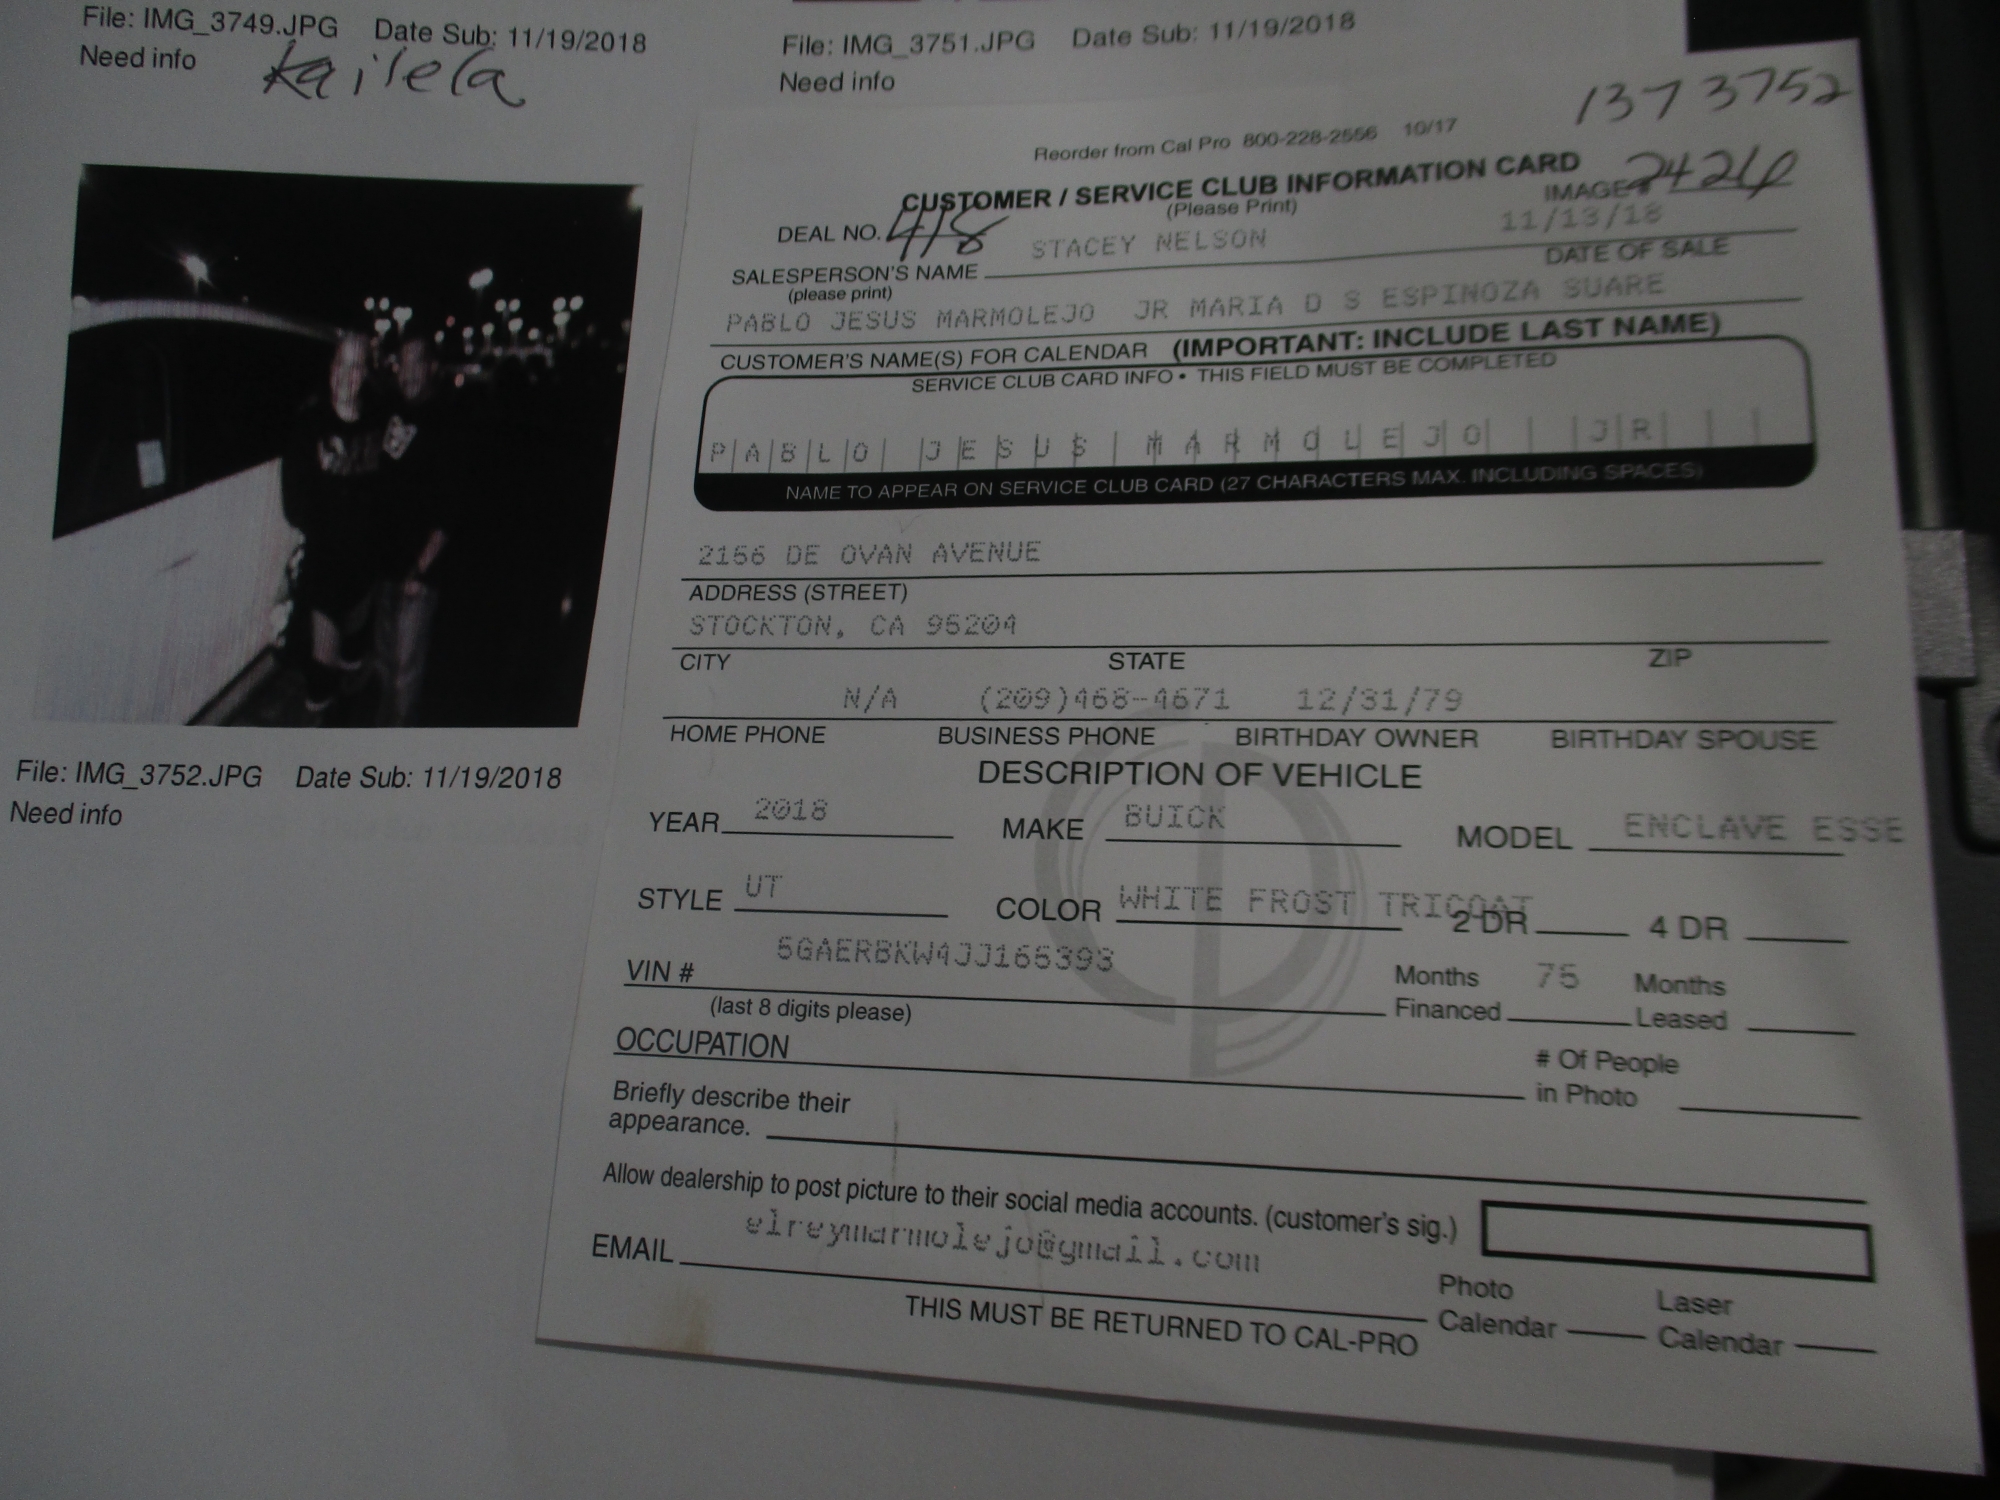 File: IMG_3749.JPG Date Sub: 11/19/2018
Need info
Kailela
File: IMG_3751.JPG Date Sub: 11/19/2018
Need info
File: IMG_3752.JPG Date Sub: 11/19/2018
Need info
137 3752
Reorder from Cal Pro 800-228-2556 10/17
CUSTOMER / SERVICE CLUB INFORMATION CARD
(Please Print)
IMAGE# 2426
DEAL NO. 418
STACEY NELSON 11/13/18
SALESPERSON'S NAME DATE OF SALE
(please print)
PABLO JESUS MARMOLEJO JR MARIA D S ESPINOZA SUARE
CUSTOMER'S NAME(S) FOR CALENDAR (IMPORTANT: INCLUDE LAST NAME)
SERVICE CLUB CARD INFO • THIS FIELD MUST BE COMPLETED
PABLO JESUS MARMOLEJO JR
NAME TO APPEAR ON SERVICE CLUB CARD (27 CHARACTERS MAX. INCLUDING SPACES)
2156 DE OVAN AVENUE
ADDRESS (STREET)
STOCKTON, CA 95204
CITY STATE ZIP
N/A (209)468-4671 12/31/79
HOME PHONE BUSINESS PHONE BIRTHDAY OWNER BIRTHDAY SPOUSE
DESCRIPTION OF VEHICLE
YEAR 2018 MAKE BUICK MODEL ENCLAVE ESSE
STYLE UT COLOR WHITE FROST TRICOAT 2 DR 4 DR
VIN # 5GAERBKW4JJ165393
(last 8 digits please)
Months Financed 75 Months Leased
OCCUPATION
# Of People in Photo
Briefly describe their
appearance.
Allow dealership to post picture to their social media accounts. (customer's sig.)
EMAIL elreymarmolejo@gmail.com
THIS MUST BE RETURNED TO CAL-PRO
Photo Calendar Laser Calendar